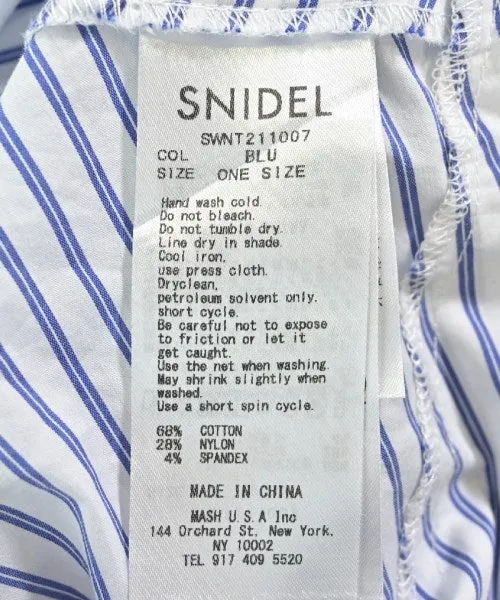 SNIDEL
SWNT211007
COL BLU
SIZE ONE SIZE
Hand wash cold.
Do not bleach.
Do not tumble dry.
Line dry in shade.
Cool iron.
use press cloth.
Dryclean,
petroleum solvent only.
short cycle.
Be careful not to expose
to friction or let it
get caught.
Use the net when washing.
May shrink slightly when
washed.
Use a short spin cycle.
68% COTTON
28% NYLON
4% SPANDEX
MADE IN CHINA
MASH U.S.A Inc
144 Orchard St, New York.
NY 10002
TEL 917 409 5520